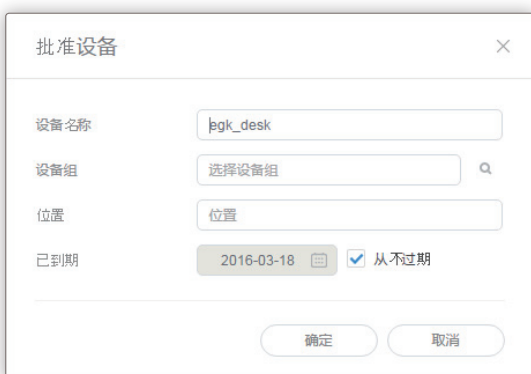 批准设备
设备名称 egk_desk
设备组 选择设备组
位置 位置
已到期 2016-03-18 从不过期
确定 取消